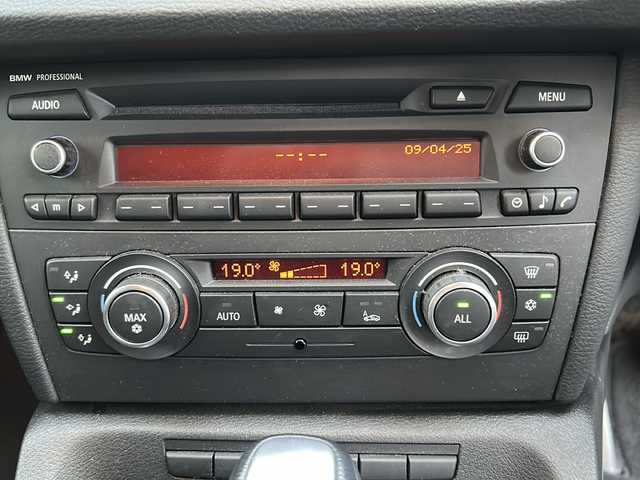 BMW PROFESSIONAL
AUDIO
MENU
--:--
09/04/25
m
19.0°
19.0°
MAX
AUTO
ALL